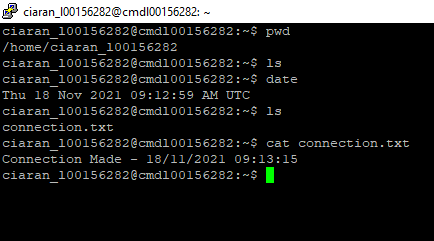 ciaran_l00156282@cmdl00156282: ~
ciaran_l00156282@cmdl00156282:~$ pwd
/home/ciaran_l00156282
ciaran_l00156282@cmdl00156282:~$ ls
ciaran_l00156282@cmdl00156282:~$ date
Thu 18 Nov 2021 09:12:59 AM UTC
ciaran_l00156282@cmdl00156282:~$ ls
connection.txt
ciaran_l00156282@cmdl00156282:~$ cat connection.txt
Connection Made - 18/11/2021 09:13:15
ciaran_l00156282@cmdl00156282:~$